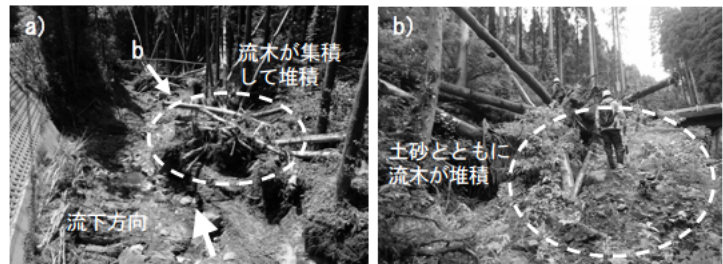 a)
b
流木が集積
して堆積
流下方向
b)
土砂とともに
流木が堆積